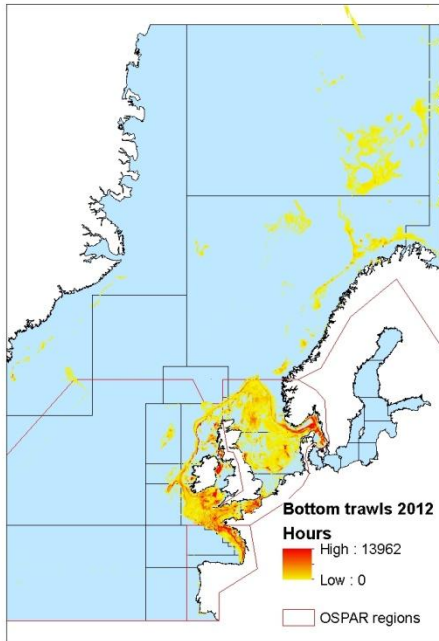 Bottom trawls 2012
Hours
High : 13962
Low : 0
OSPAR regions